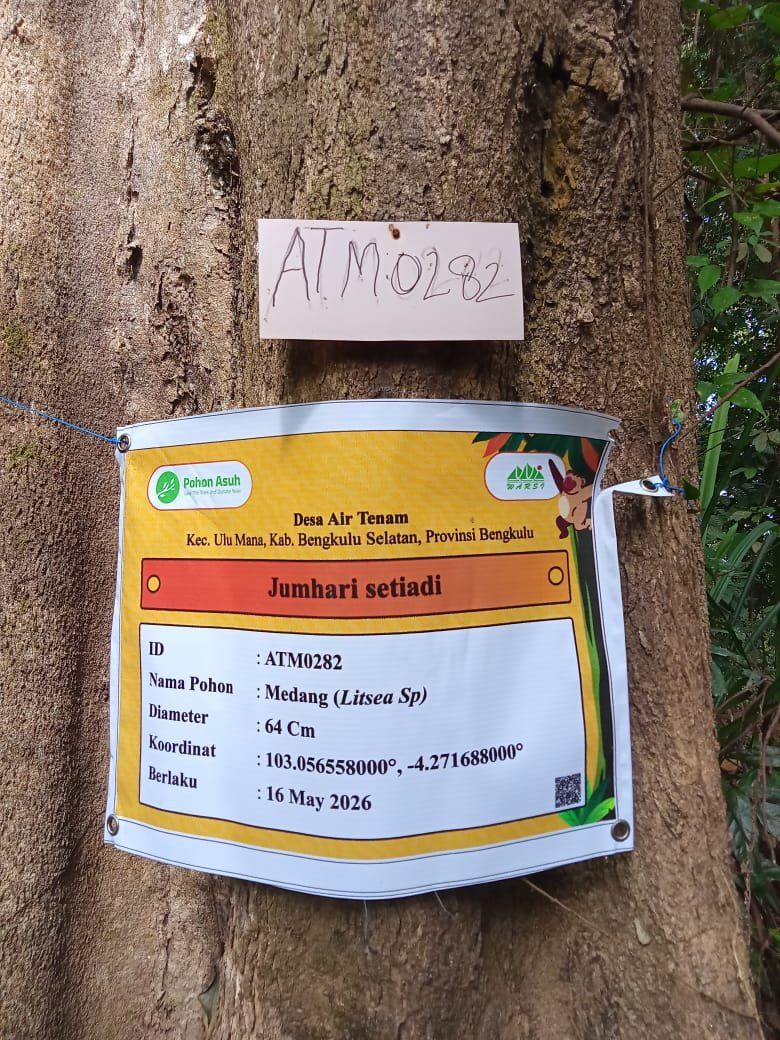 ATM0282
Pohon Asuh
WARSI
Desa Air Tenam
Kec. Ulu Mana, Kab. Bengkulu Selatan, Provinsi Bengkulu
Jumhari setiadi
ID : ATM0282
Nama Pohon : Medang (Litsea Sp)
Diameter : 64 Cm
Koordinat : 103.056558000°, -4.271688000°
Berlaku : 16 May 2026